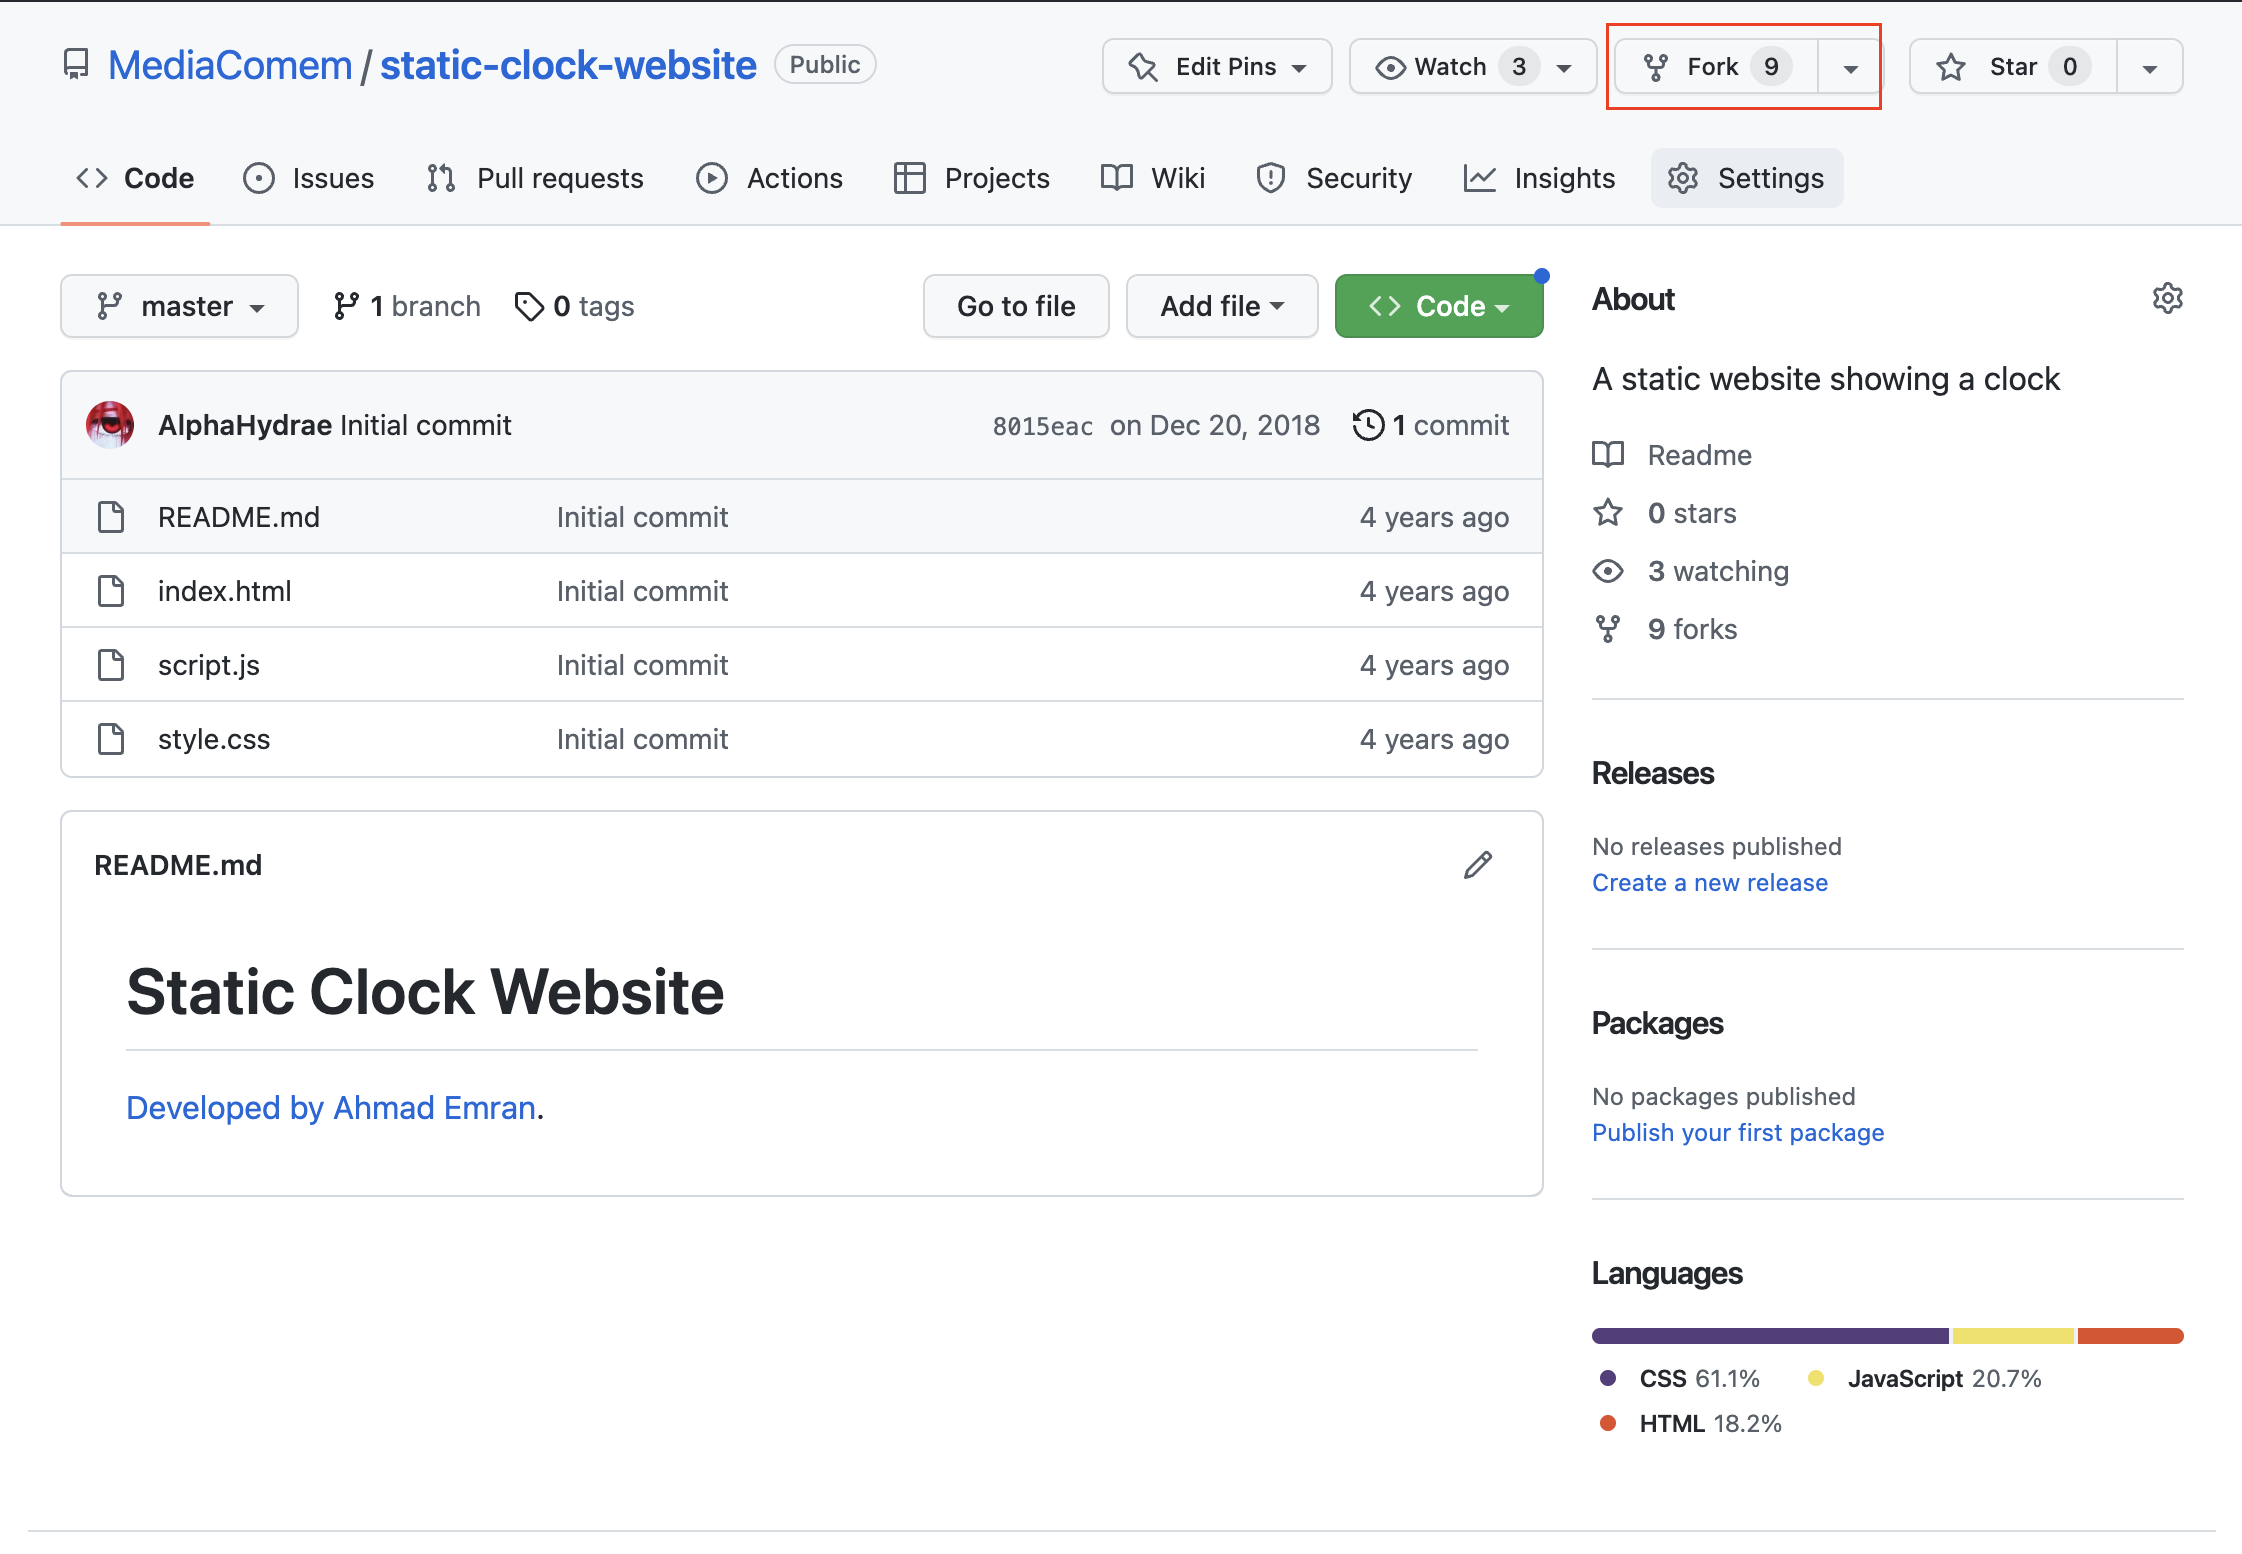 MediaComem / static-clock-website Public Edit Pins Watch 3 Fork 9 Star 0
Code Issues Pull requests Actions Projects Wiki Security Insights Settings
master 1 branch 0 tags Go to file Add file Code
AlphaHydrae Initial commit 8015eac on Dec 20, 2018 1 commit
README.md Initial commit 4 years ago
index.html Initial commit 4 years ago
script.js Initial commit 4 years ago
style.css Initial commit 4 years ago
README.md
Static Clock Website
Developed by Ahmad Emran.
About
A static website showing a clock
Readme
0 stars
3 watching
9 forks
Releases
No releases published
Create a new release
Packages
No packages published
Publish your first package
Languages
CSS 61.1% JavaScript 20.7%
HTML 18.2%